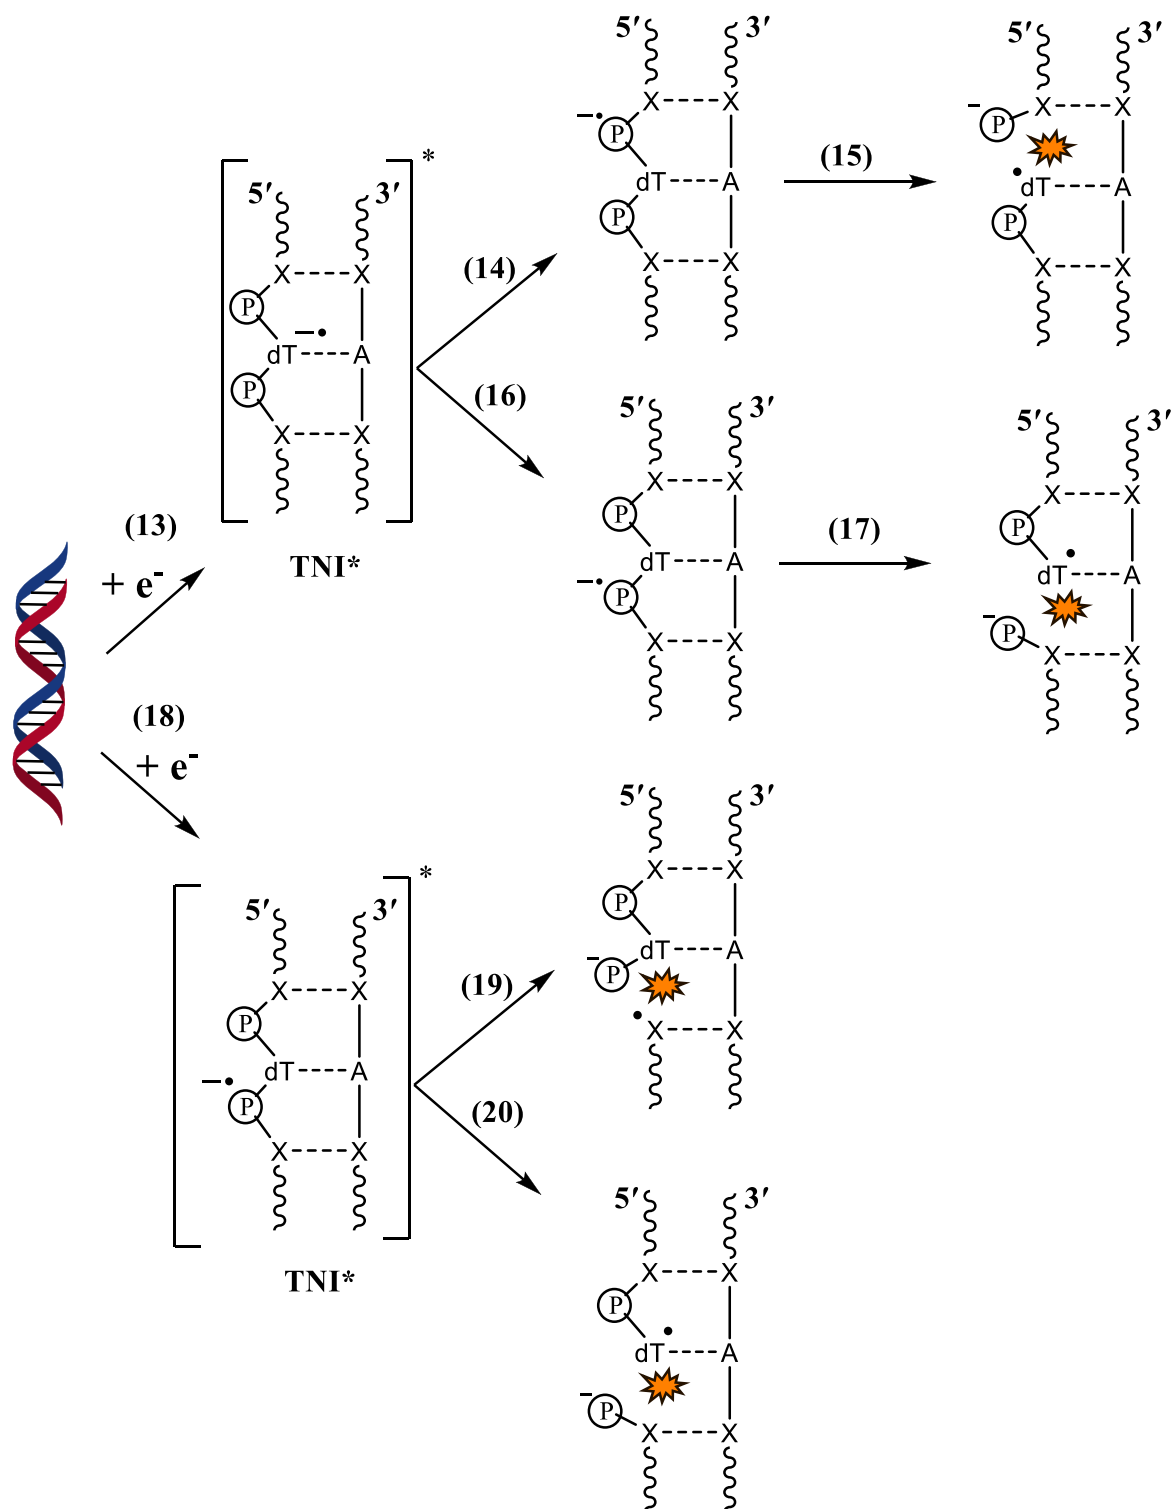 5′ 3′
X X
−• P
dT A
P
X X
(15)
5′ 3′
− X X
P
• dT A
P
X X
*
5′ 3′
X X
P
−•
dT A
P
X X
TNI*
(14)
(16)
5′ 3′
X X
P
dT A
−• P
X X
(17)
5′ 3′
X X
P
•
dT A
− P
X X
(13)
+ e-
(18)
+ e-
*
5′ 3′
X X
P
dT A
−• P
X X
TNI*
(19)
(20)
5′ 3′
X X
P
dT A
− P
• X X
5′ 3′
X X
P
•
dT A
− P
X X